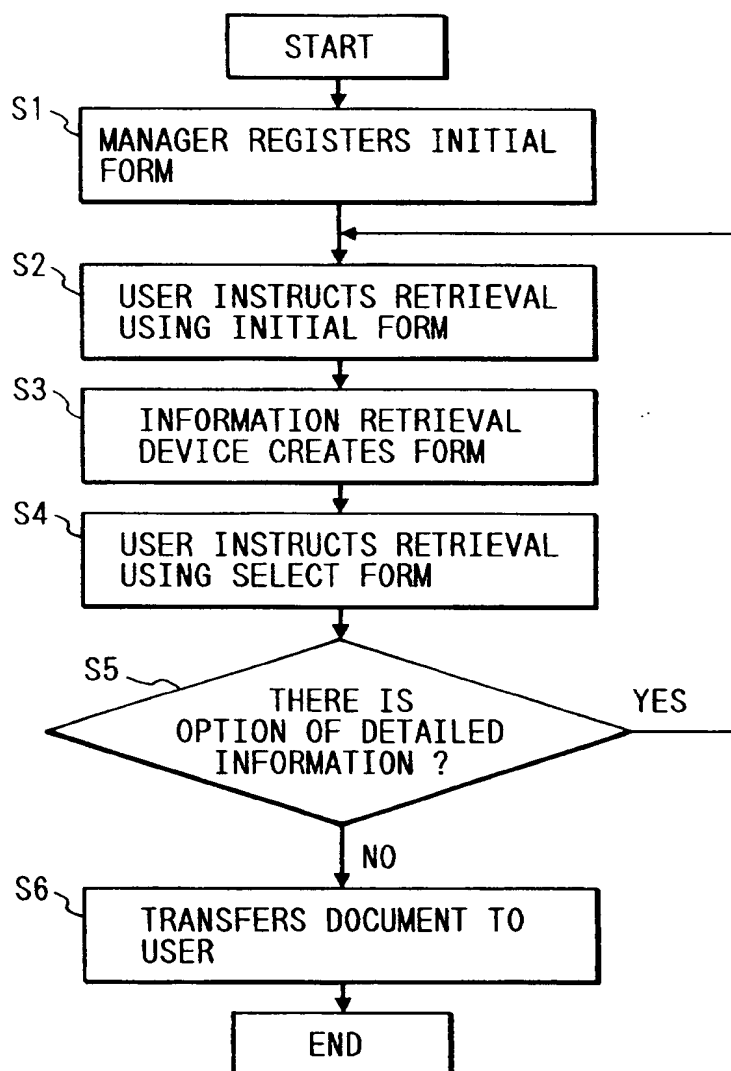 START
S1
MANAGER REGISTERS INITIAL
FORM
S2
USER INSTRUCTS RETRIEVAL
USING INITIAL FORM
S3
INFORMATION RETRIEVAL
DEVICE CREATES FORM
S4
USER INSTRUCTS RETRIEVAL
USING SELECT FORM
S5
THERE IS
OPTION OF DETAILED
INFORMATION ?
YES
NO
S6
TRANSFERS DOCUMENT TO
USER
END